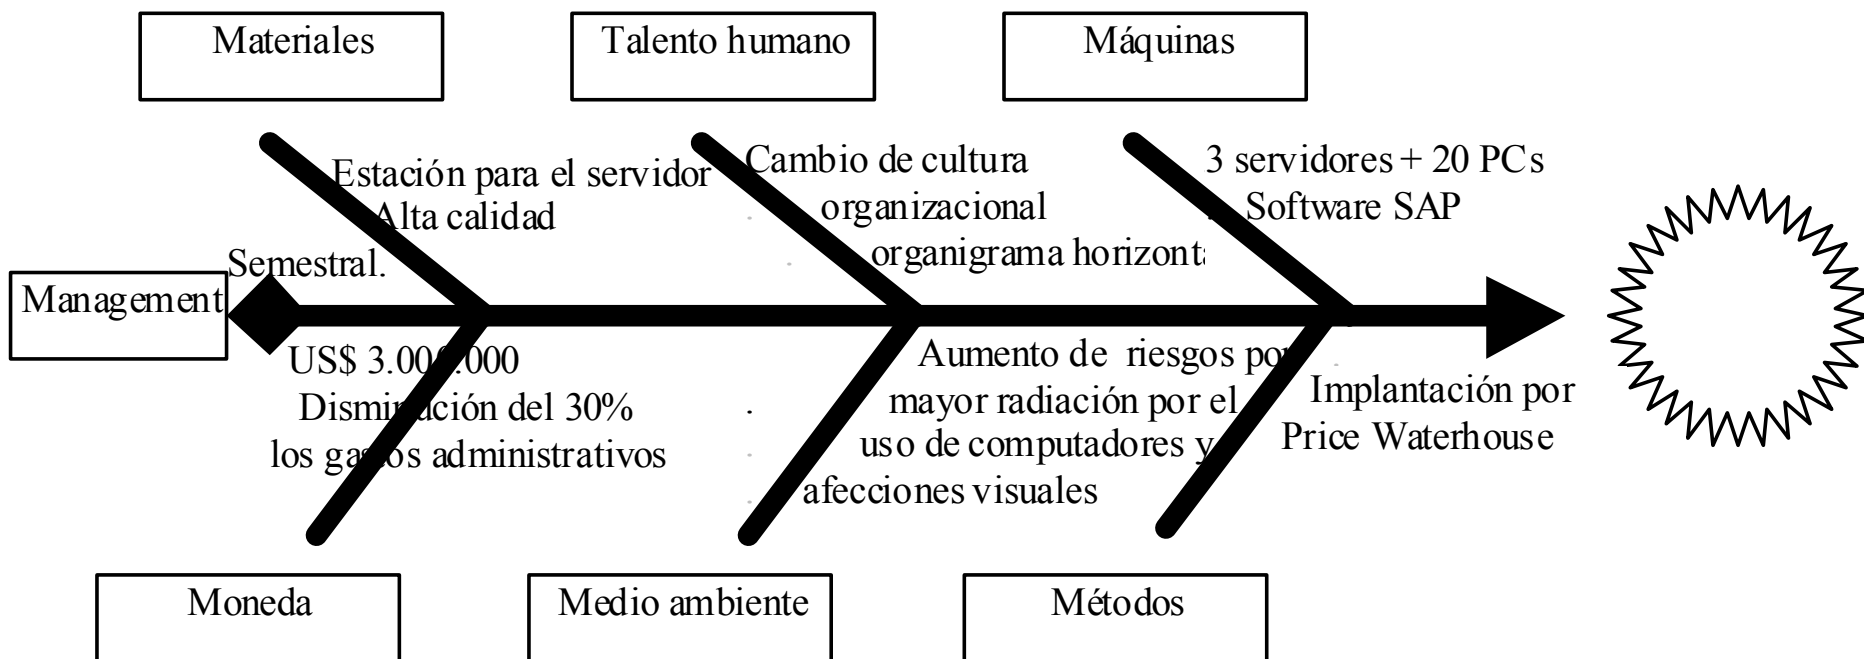 Materiales
Talento humano
Máquinas
Estación para el servidor
Alta calidad
Cambio de cultura
organizacional
organigrama horizont
3 servidores + 20 PCs
Software SAP
Semestral.
Management
US$ 3.000.000
Disminución del 30%
los gastos administrativos
Aumento de riesgos por
mayor radiación por el
uso de computadores y
afecciones visuales
Implantación por
Price Waterhouse
Moneda
Medio ambiente
Métodos